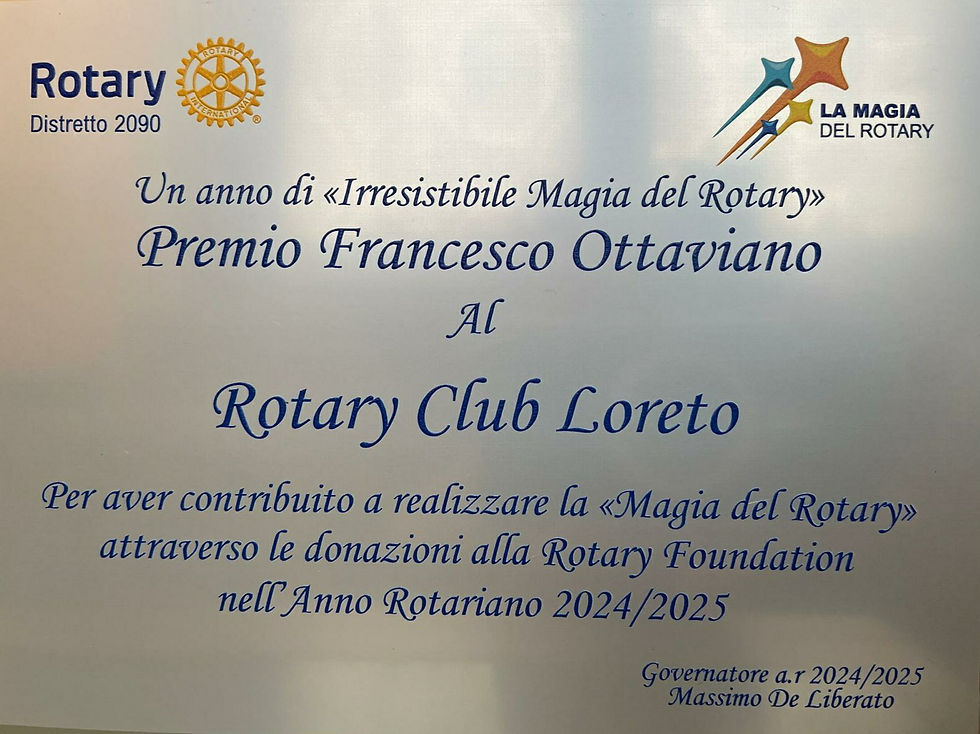 Rotary
Distretto 2090
ROTARY
INTERNATIONAL
®
LA MAGIA
DEL ROTARY
Un anno di «Irresistibile Magia del Rotary»
Premio Francesco Ottaviano
Al
Rotary Club Loreto
Per aver contribuito a realizzare la «Magia del Rotary»
attraverso le donazioni alla Rotary Foundation
nell'Anno Rotariano 2024/2025
Governatore a.r 2024/2025
Massimo De Liberato